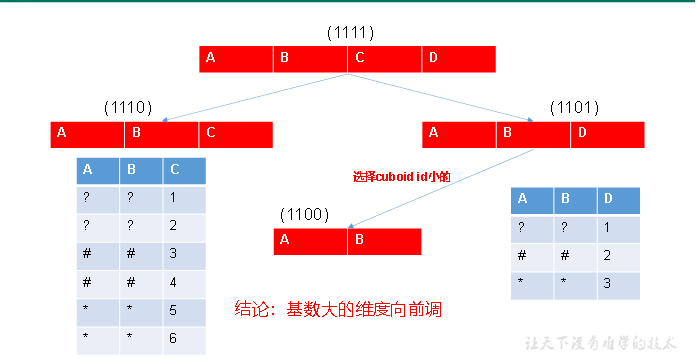 (1111)
A B C D
(1110)
A B C
(1101)
A B D
A B C
? ? 1
? ? 2
# # 3
# # 4
* * 5
* * 6
选择cuboid id小的
(1100)
A B
A B D
? ? 1
# # 2
* * 3
结论：基数大的维度向前调
让天下没有难学的技术